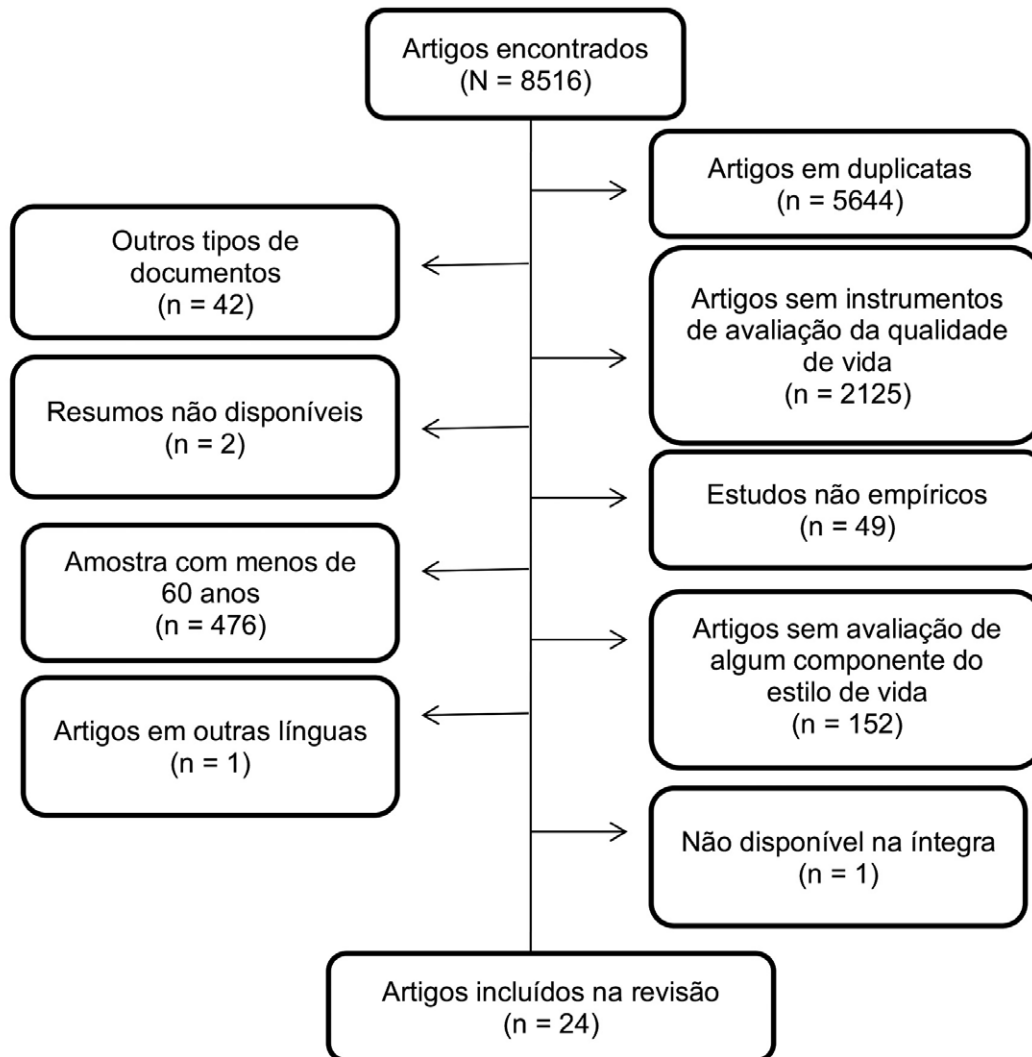 Artigos encontrados
(N = 8516)
Artigos em duplicatas
(n = 5644)
Outros tipos de
documentos
(n = 42)
Artigos sem instrumentos
de avaliação da qualidade
de vida
(n = 2125)
Resumos não disponíveis
(n = 2)
Estudos não empíricos
(n = 49)
Amostra com menos de
60 anos
(n = 476)
Artigos sem avaliação de
algum componente do
estilo de vida
(n = 152)
Artigos em outras línguas
(n = 1)
Não disponível na íntegra
(n = 1)
Artigos incluídos na revisão
(n = 24)